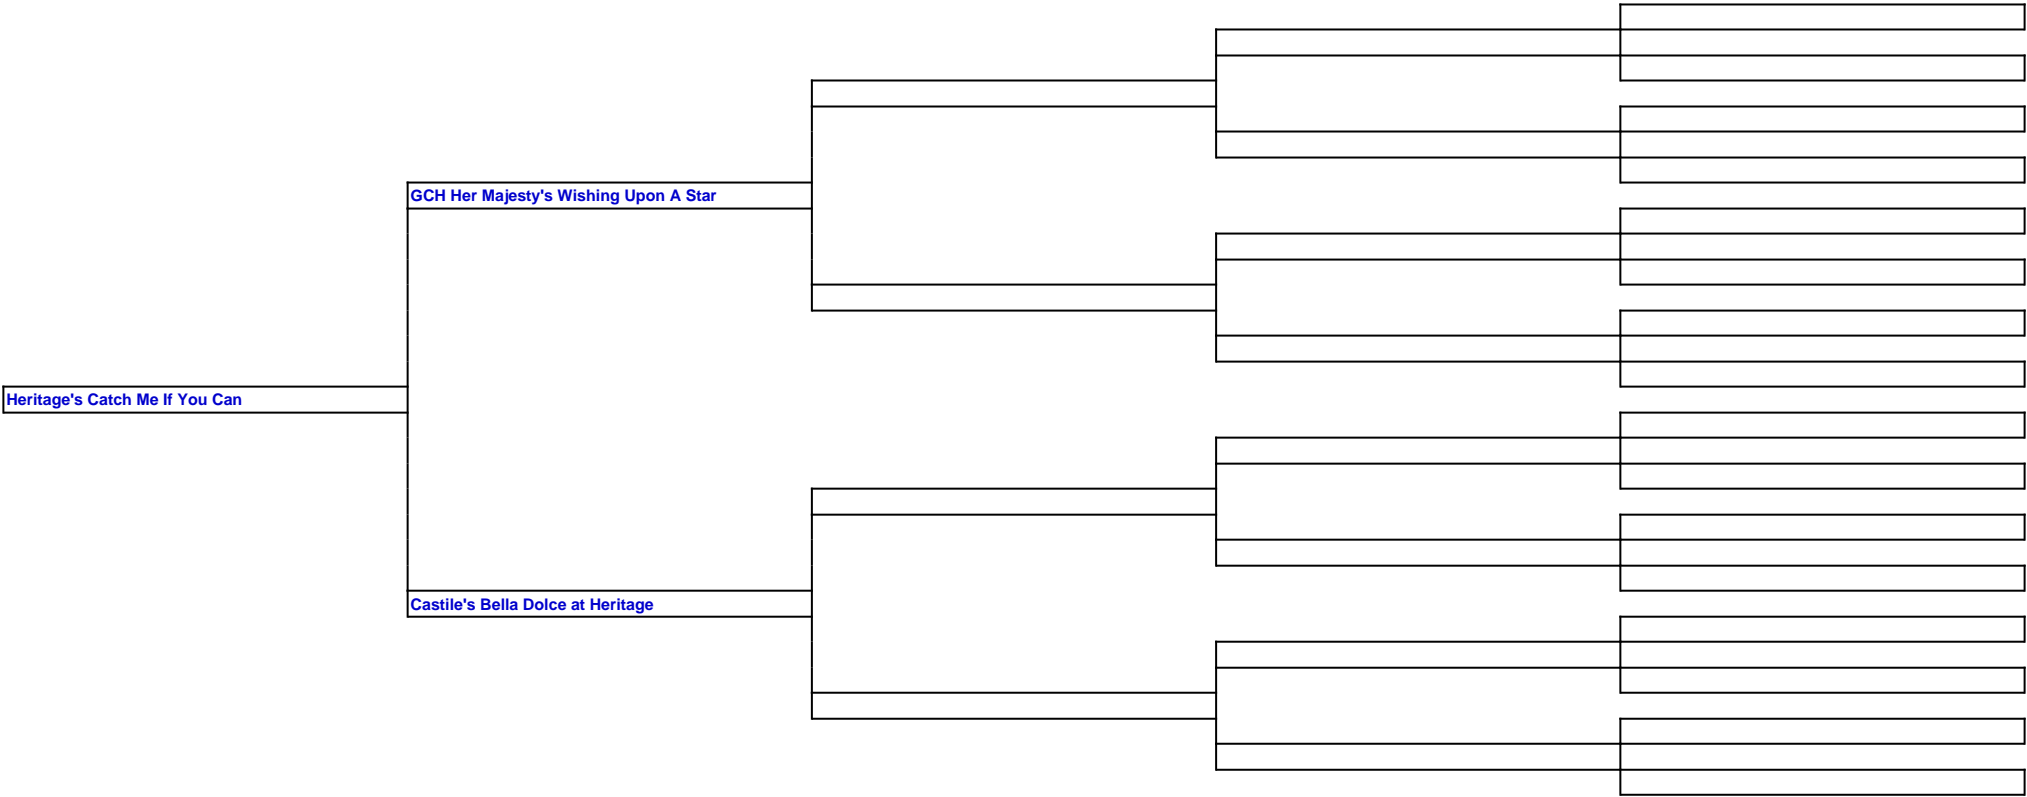 GCH Her Majesty's Wishing Upon A Star
Heritage's Catch Me If You Can
Castile's Bella Dolce at Heritage